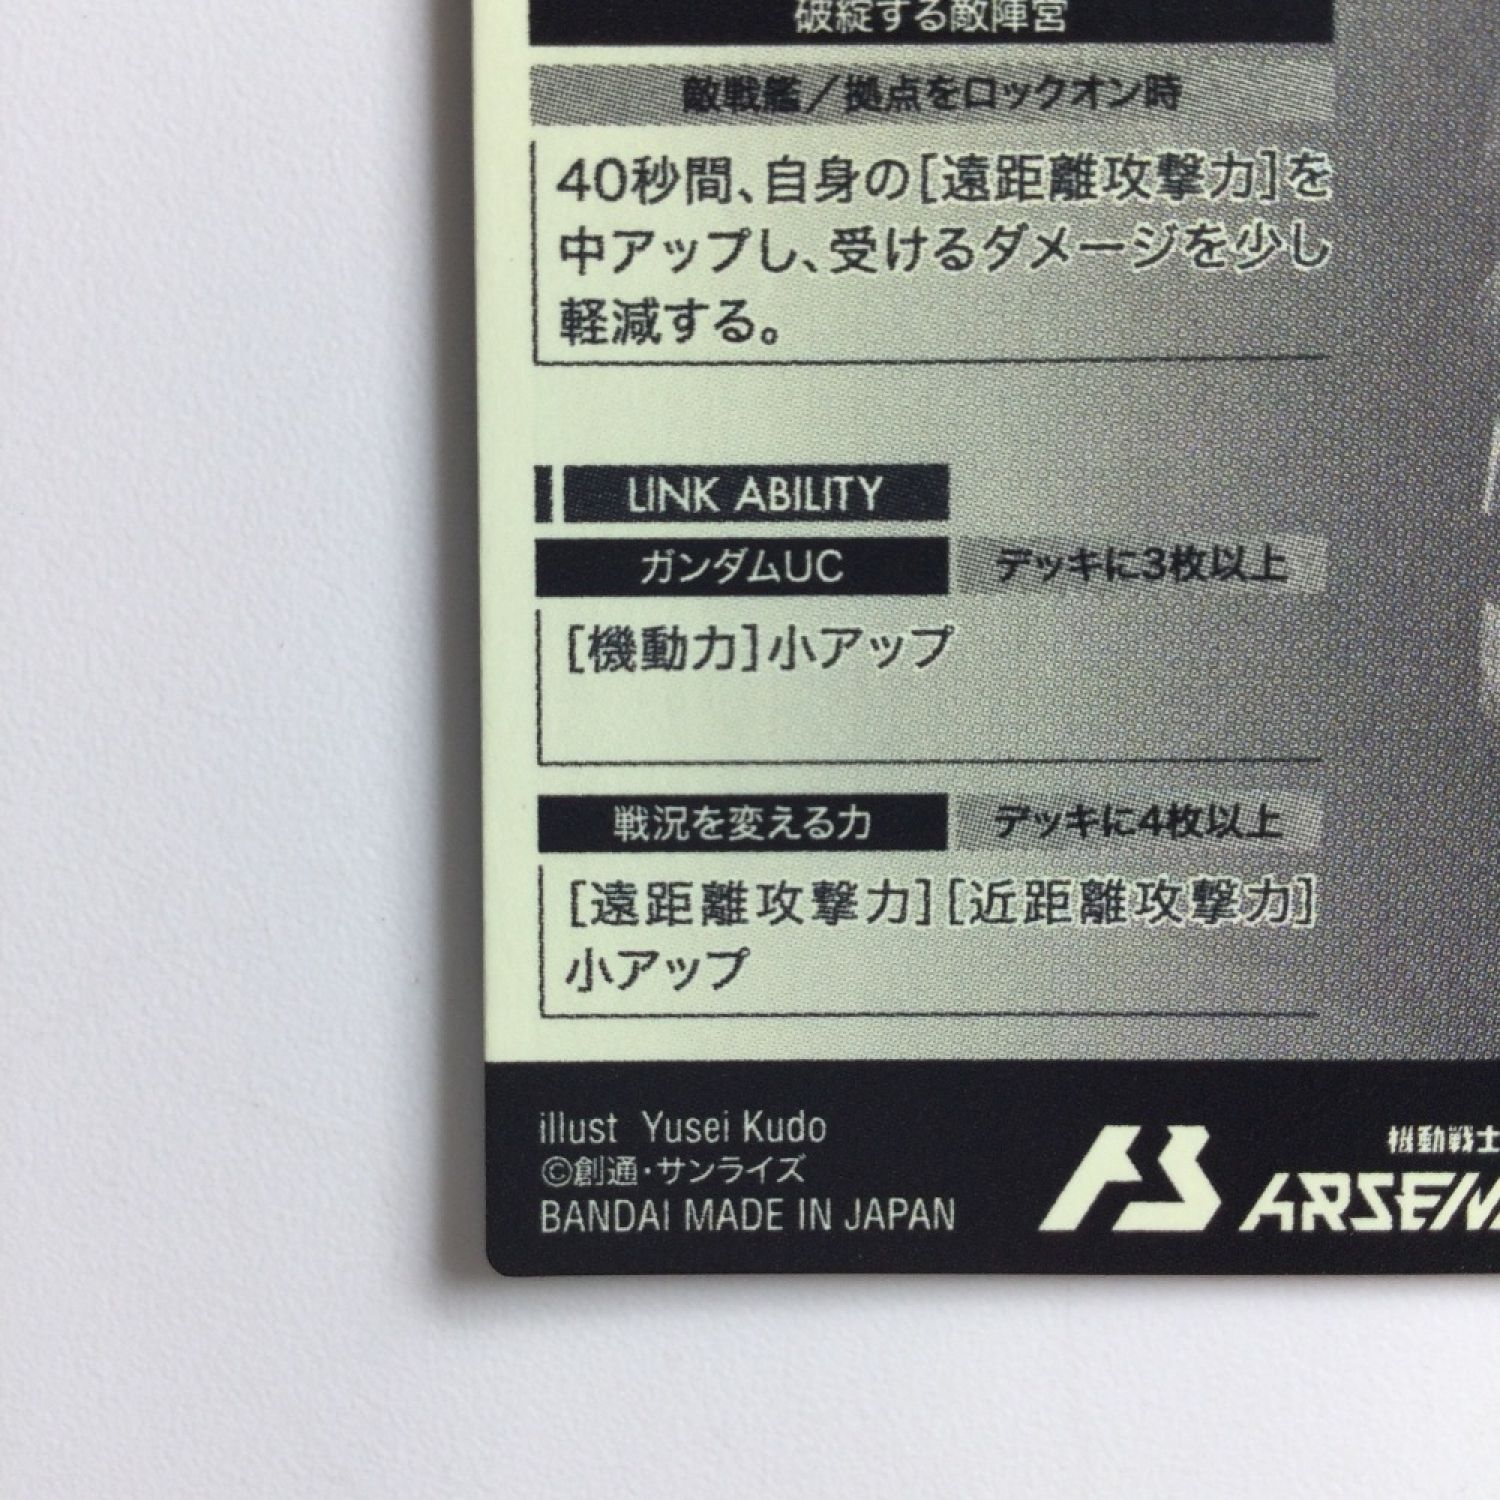 破綻する敵陣営
敵戦艦／拠点をロックオン時
40秒間、自身の[遠距離攻撃力]を
中アップし、受けるダメージを少し
軽減する。
LINK ABILITY
ガンダムUC デッキに3枚以上
[機動力]小アップ
戦況を変える力 デッキに4枚以上
[遠距離攻撃力][近距離攻撃力]
小アップ
illust Yusei Kudo
©創通・サンライズ
BANDAI MADE IN JAPAN
機動戦士
ARSEN